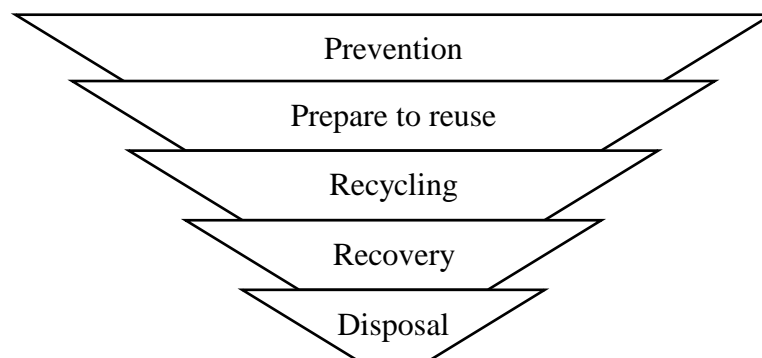 Prevention
Prepare to reuse
Recycling
Recovery
Disposal